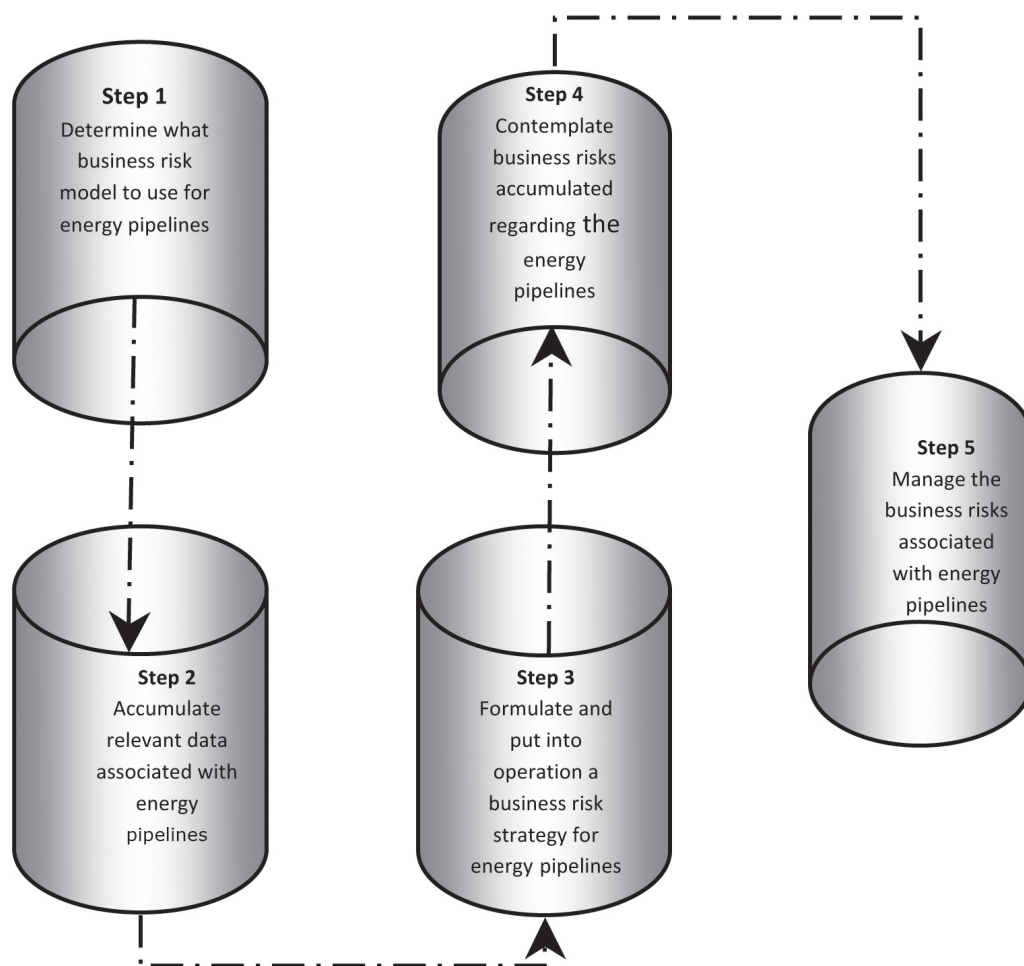 Step 1
Determine what
business risk
model to use for
energy pipelines
Step 2
Accumulate
relevant data
associated with
energy
pipelines
Step 3
Formulate and
put into
operation a
business risk
strategy for
energy pipelines
Step 4
Contemplate
business risks
accumulated
regarding the
energy
pipelines
Step 5
Manage the
business risks
associated
with energy
pipelines